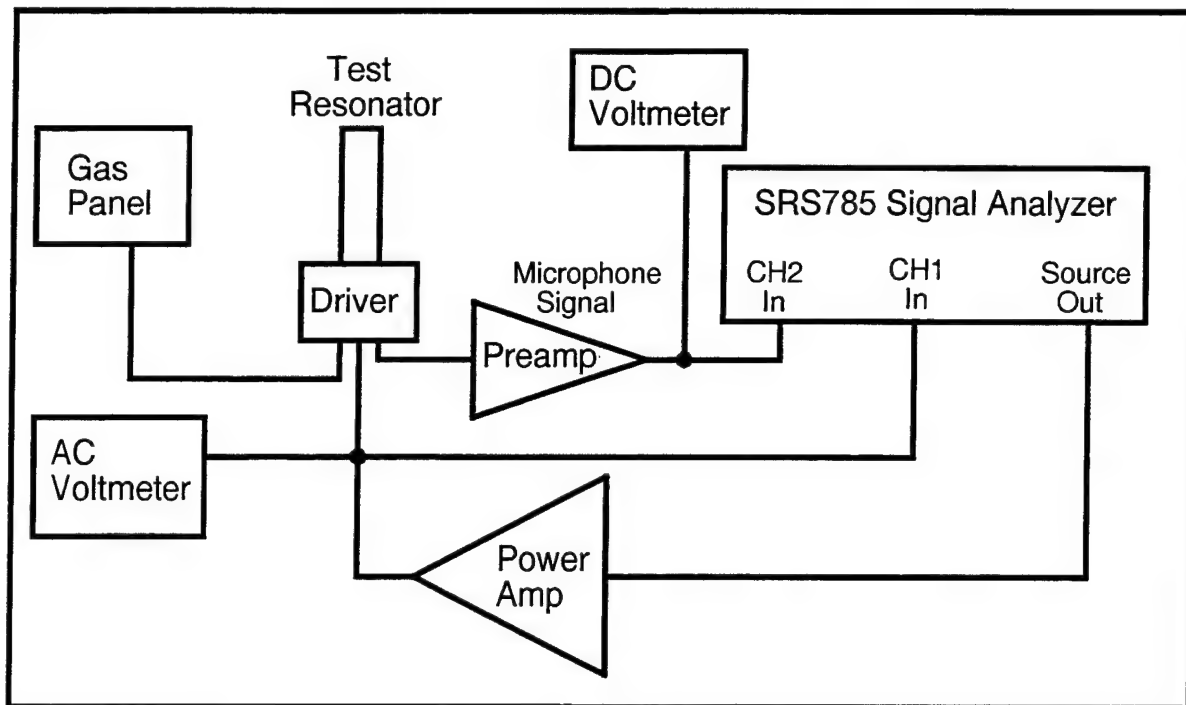 Test
Resonator
DC
Voltmeter
Gas
Panel
SRS785 Signal Analyzer
Microphone
Signal
CH2
In
CH1
In
Source
Out
Driver
Preamp
AC
Voltmeter
Power
Amp